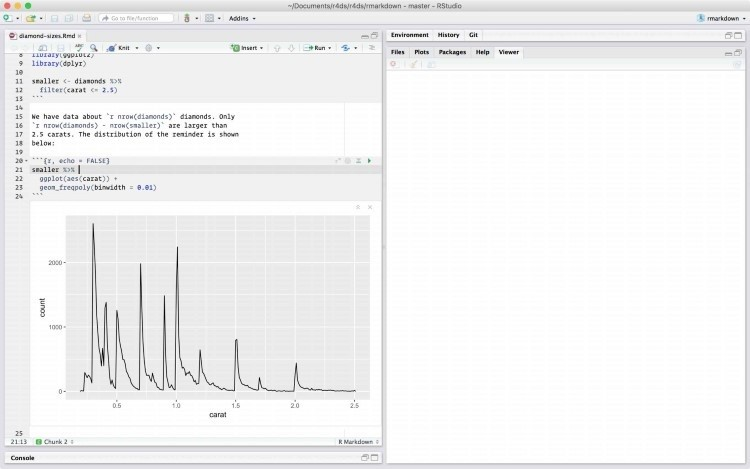 ~/Documents/r4ds/r4ds/rmarkdown - master - RStudio
Go to file/function
Addins
rmarkdown
diamond-sizes.Rmd
Environment History Git
Knit Insert Run
Files Plots Packages Help Viewer
8 library(ggplot2)
9 library(dplyr)
10
11 smaller <- diamonds %>%
12 filter(carat <= 2.5)
13 ```
14
15 We have data about `r nrow(diamonds)` diamonds. Only
16 `r nrow(diamonds) - nrow(smaller)` are larger than
17 2.5 carats. The distribution of the reminder is shown
18 below:
19
20 ```{r, echo = FALSE}
21 smaller %>%
22 ggplot(aes(carat)) +
23 geom_freqpoly(binwidth = 0.01)
24 ```
2000
1000
0
count
0.5 1.0 1.5 2.0 2.5
carat
25
21:13 Chunk 2 R Markdown
Console